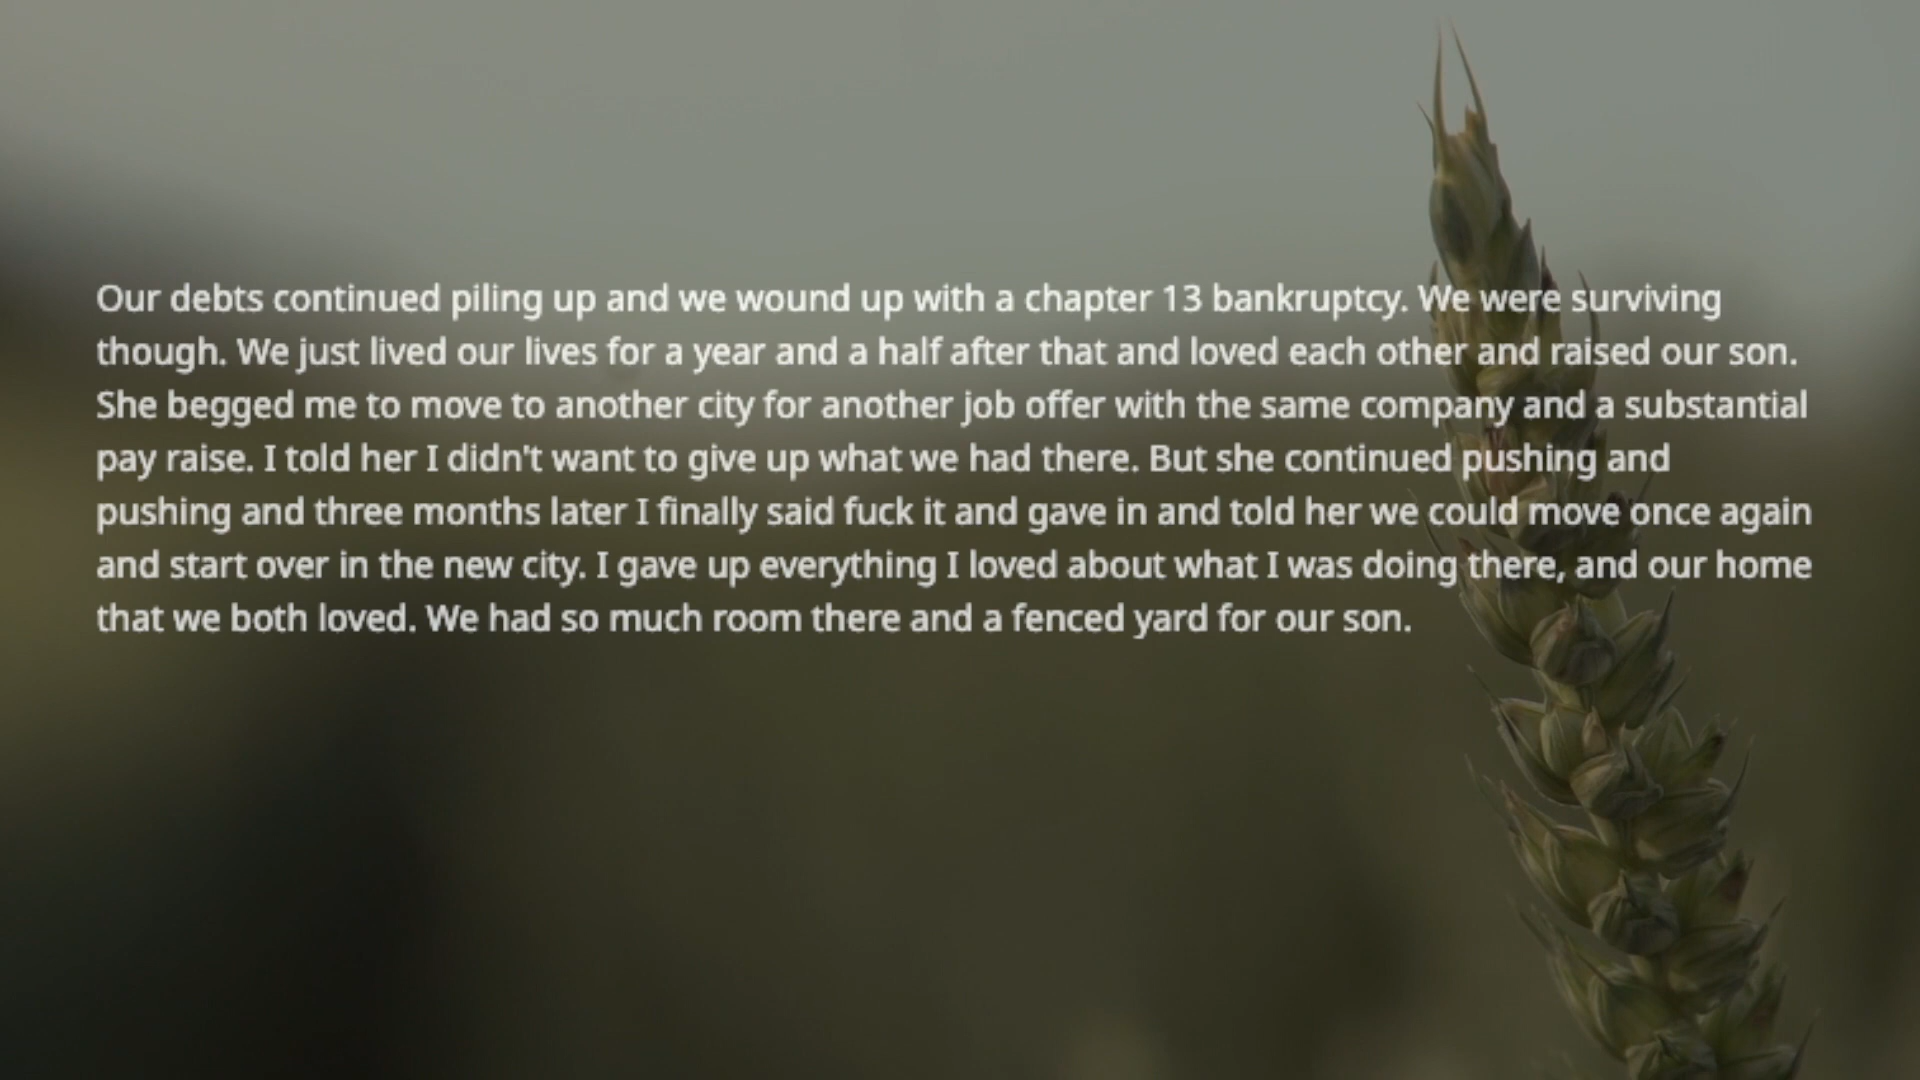 Our debts continued piling up and we wound up with a chapter 13 bankruptcy. We were surviving
though. We just lived our lives for a year and a half after that and loved each other and raised our son.
She begged me to move to another city for another job offer with the same company and a substantial
pay raise. I told her I didn't want to give up what we had there. But she continued pushing and
pushing and three months later I finally said fuck it and gave in and told her we could move once again
and start over in the new city. I gave up everything I loved about what I was doing there, and our home
that we both loved. We had so much room there and a fenced yard for our son.